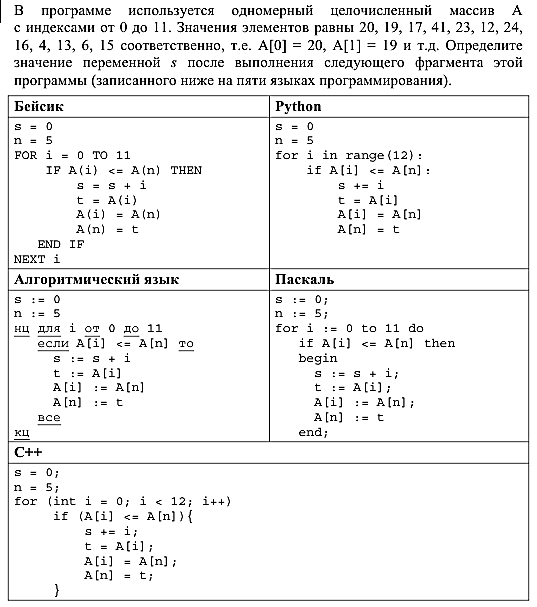 В программе используется одномерный целочисленный массив А
с индексами от 0 до 11. Значения элементов равны 20, 19, 17, 41, 23, 12, 24,
16, 4, 13, 6, 15 соответственно, т.е. A[0] = 20, A[1] = 19 и т.д. Определите
значение переменной s после выполнения следующего фрагмента этой
программы (записанного ниже на пяти языках программирования).
Бейсик
s = 0
n = 5
FOR i = 0 TO 11
IF A(i) <= A(n) THEN
s = s + i
t = A(i)
A(i) = A(n)
A(n) = t
END IF
NEXT i
Python
s = 0
n = 5
for i in range(12):
if A[i] <= A[n]:
s += i
t = A[i]
A[i] = A[n]
A[n] = t
Алгоритмический язык
s := 0
n := 5
нц для i от 0 до 11
если A[i] <= A[n] то
s := s + i
t := A[i]
A[i] := A[n]
A[n] := t
все
кц
Паскаль
s := 0;
n := 5;
for i := 0 to 11 do
if A[i] <= A[n] then
begin
s := s + i;
t := A[i];
A[i] := A[n];
A[n] := t
end;
C++
s = 0;
n = 5;
for (int i = 0; i < 12; i++)
if (A[i] <= A[n]){
s += i;
t = A[i];
A[i] = A[n];
A[n] = t;
}